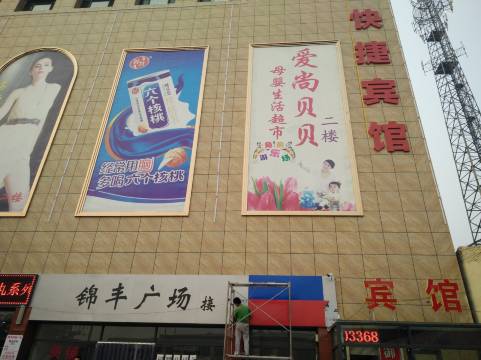 快捷宾馆
爱尚贝贝
母婴生活超市
二楼
六个核桃
经常用脑
多喝六个核桃
锦丰广场
楼
宾馆
03368